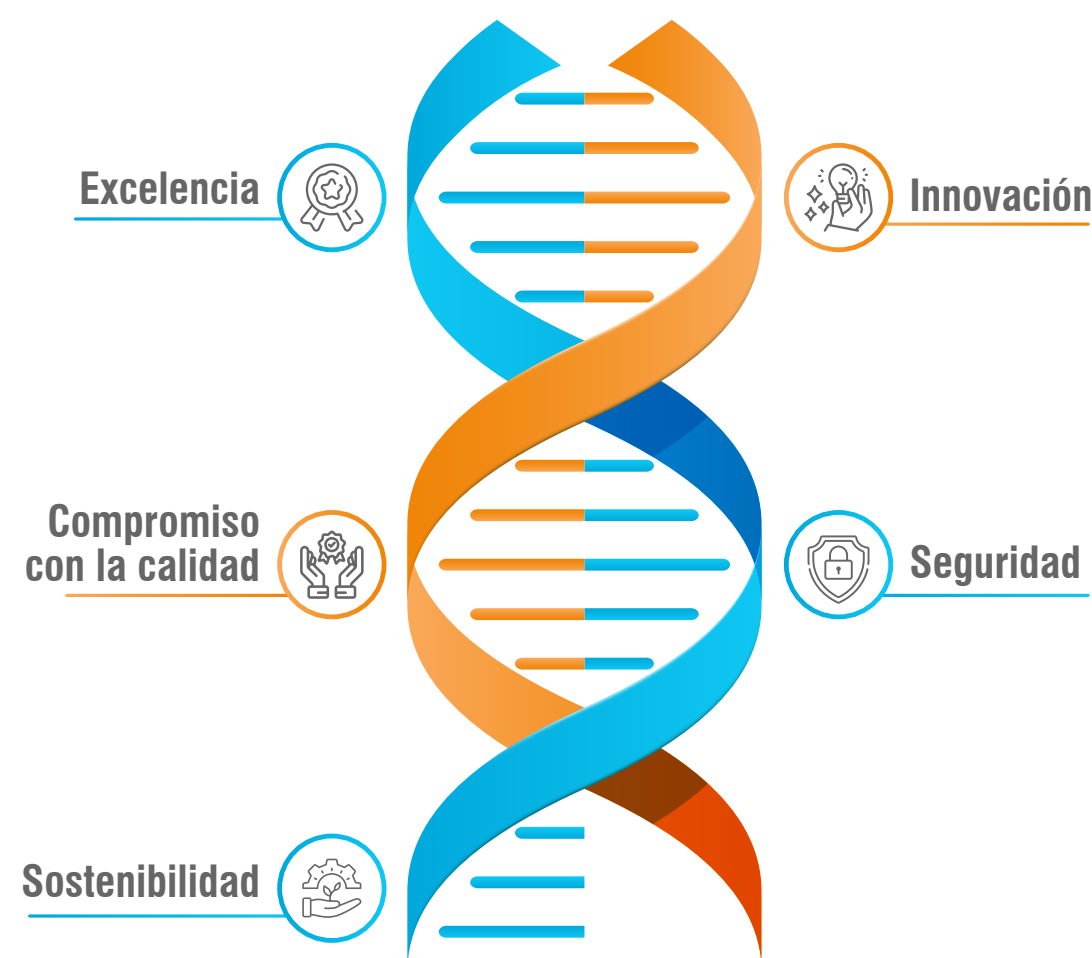 Excelencia
Innovación
Compromiso
con la calidad
Seguridad
Sostenibilidad